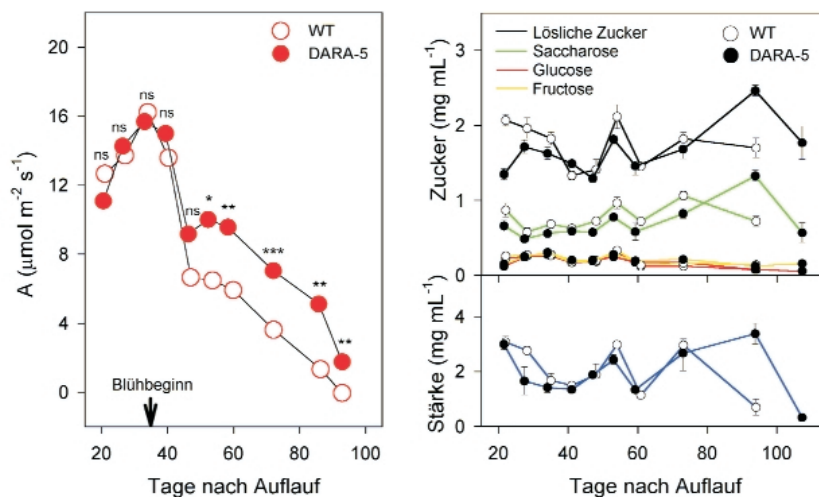 20
16
12
8
4
0
A (µmol m⁻² s⁻¹)
WT
DARA-5
ns
ns
ns
ns
ns
*
**
***
**
**
Blühbeginn
20 40 60 80 100
Tage nach Auflauf
3
2
1
0
Zucker (mg mL⁻¹)
Lösliche Zucker
Saccharose
Glucose
Fructose
WT
DARA-5
4
2
0
Stärke (mg mL⁻¹)
20 40 60 80 100
Tage nach Auflauf